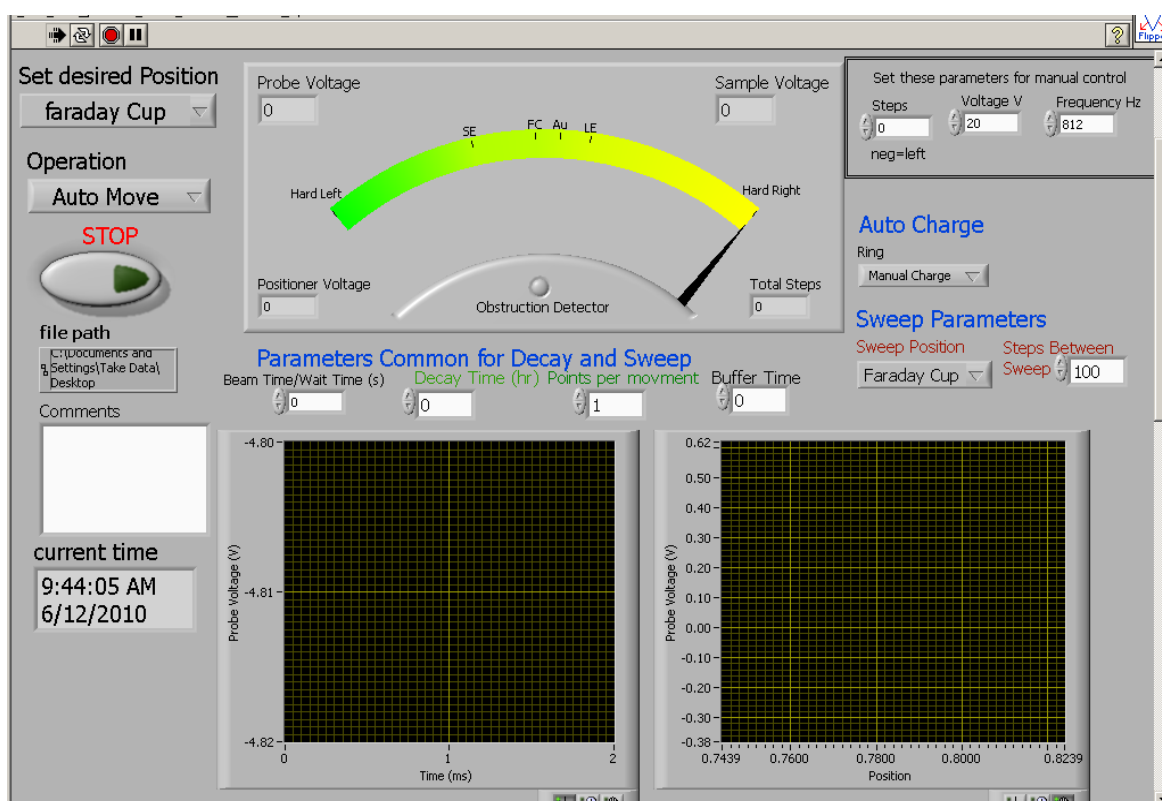 Flippe
Set desired Position
faraday Cup
Operation
Auto Move
STOP
file path
C:\Documents and
Settings\Take Data\
Desktop
Comments
current time
9:44:05 AM
6/12/2010
Probe Voltage
0
Sample Voltage
0
SE
FC
Au
LE
Hard Left
Hard Right
Positioner Voltage
0
Obstruction Detector
Total Steps
0
Set these parameters for manual control
Steps
0
neg=left
Voltage V
20
Frequency Hz
812
Auto Charge
Ring
Manual Charge
Sweep Parameters
Sweep Position
Faraday Cup
Steps Between
Sweep 100
Parameters Common for Decay and Sweep
Beam Time/Wait Time (s)
0
Decay Time (hr)
0
Points per movment
1
Buffer Time
0
Probe Voltage (V)
-4.80
-4.81
-4.82
0 1 2
Time (ms)
Probe Voltage (V)
0.62
0.50
0.40
0.30
0.20
0.10
0.00
-0.10
-0.20
-0.30
-0.38
0.7439 0.7600 0.7800 0.8000 0.8239
Position